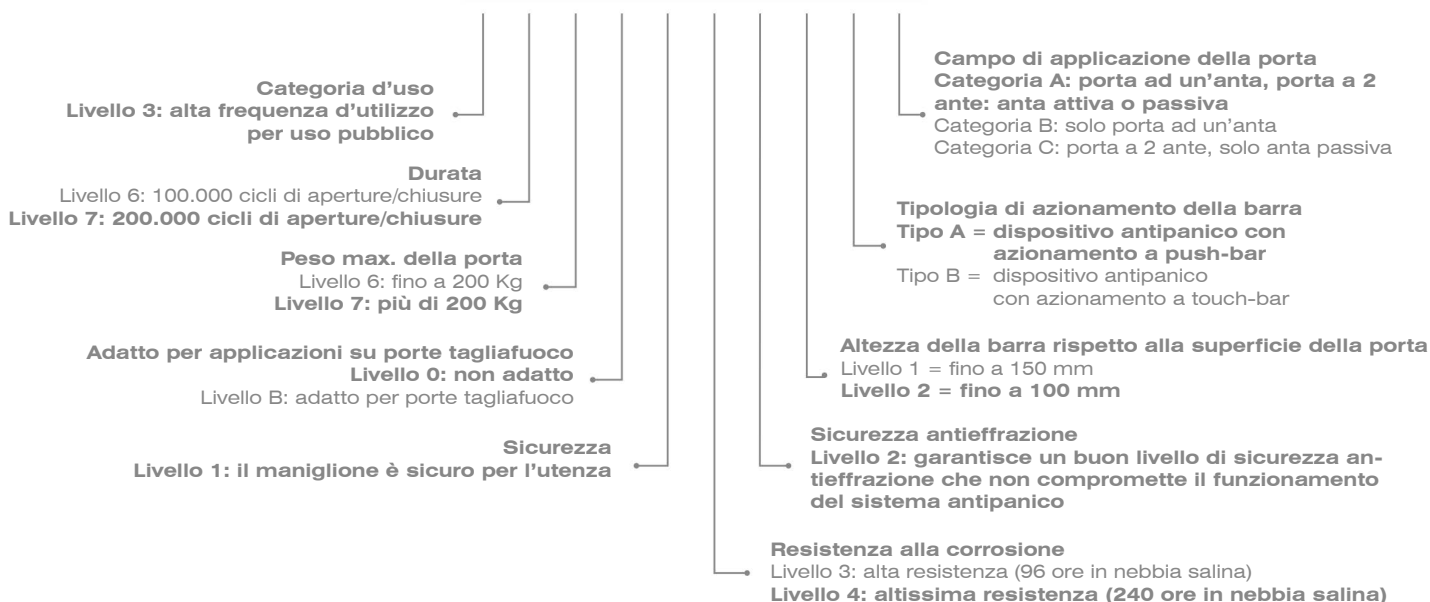 Categoria d'uso
Livello 3: alta frequenza d'utilizzo
per uso pubblico
Durata
Livello 6: 100.000 cicli di aperture/chiusure
Livello 7: 200.000 cicli di aperture/chiusure
Peso max. della porta
Livello 6: fino a 200 Kg
Livello 7: più di 200 Kg
Adatto per applicazioni su porte tagliafuoco
Livello 0: non adatto
Livello B: adatto per porte tagliafuoco
Sicurezza
Livello 1: il maniglione è sicuro per l'utenza
Campo di applicazione della porta
Categoria A: porta ad un'anta, porta a 2
ante: anta attiva o passiva
Categoria B: solo porta ad un'anta
Categoria C: porta a 2 ante, solo anta passiva
Tipologia di azionamento della barra
Tipo A = dispositivo antipanico con
azionamento a push-bar
Tipo B = dispositivo antipanico
con azionamento a touch-bar
Altezza della barra rispetto alla superficie della porta
Livello 1 = fino a 150 mm
Livello 2 = fino a 100 mm
Sicurezza antieffrazione
Livello 2: garantisce un buon livello di sicurezza an-
tieffrazione che non compromette il funzionamento
del sistema antipanico
Resistenza alla corrosione
Livello 3: alta resistenza (96 ore in nebbia salina)
Livello 4: altissima resistenza (240 ore in nebbia salina)